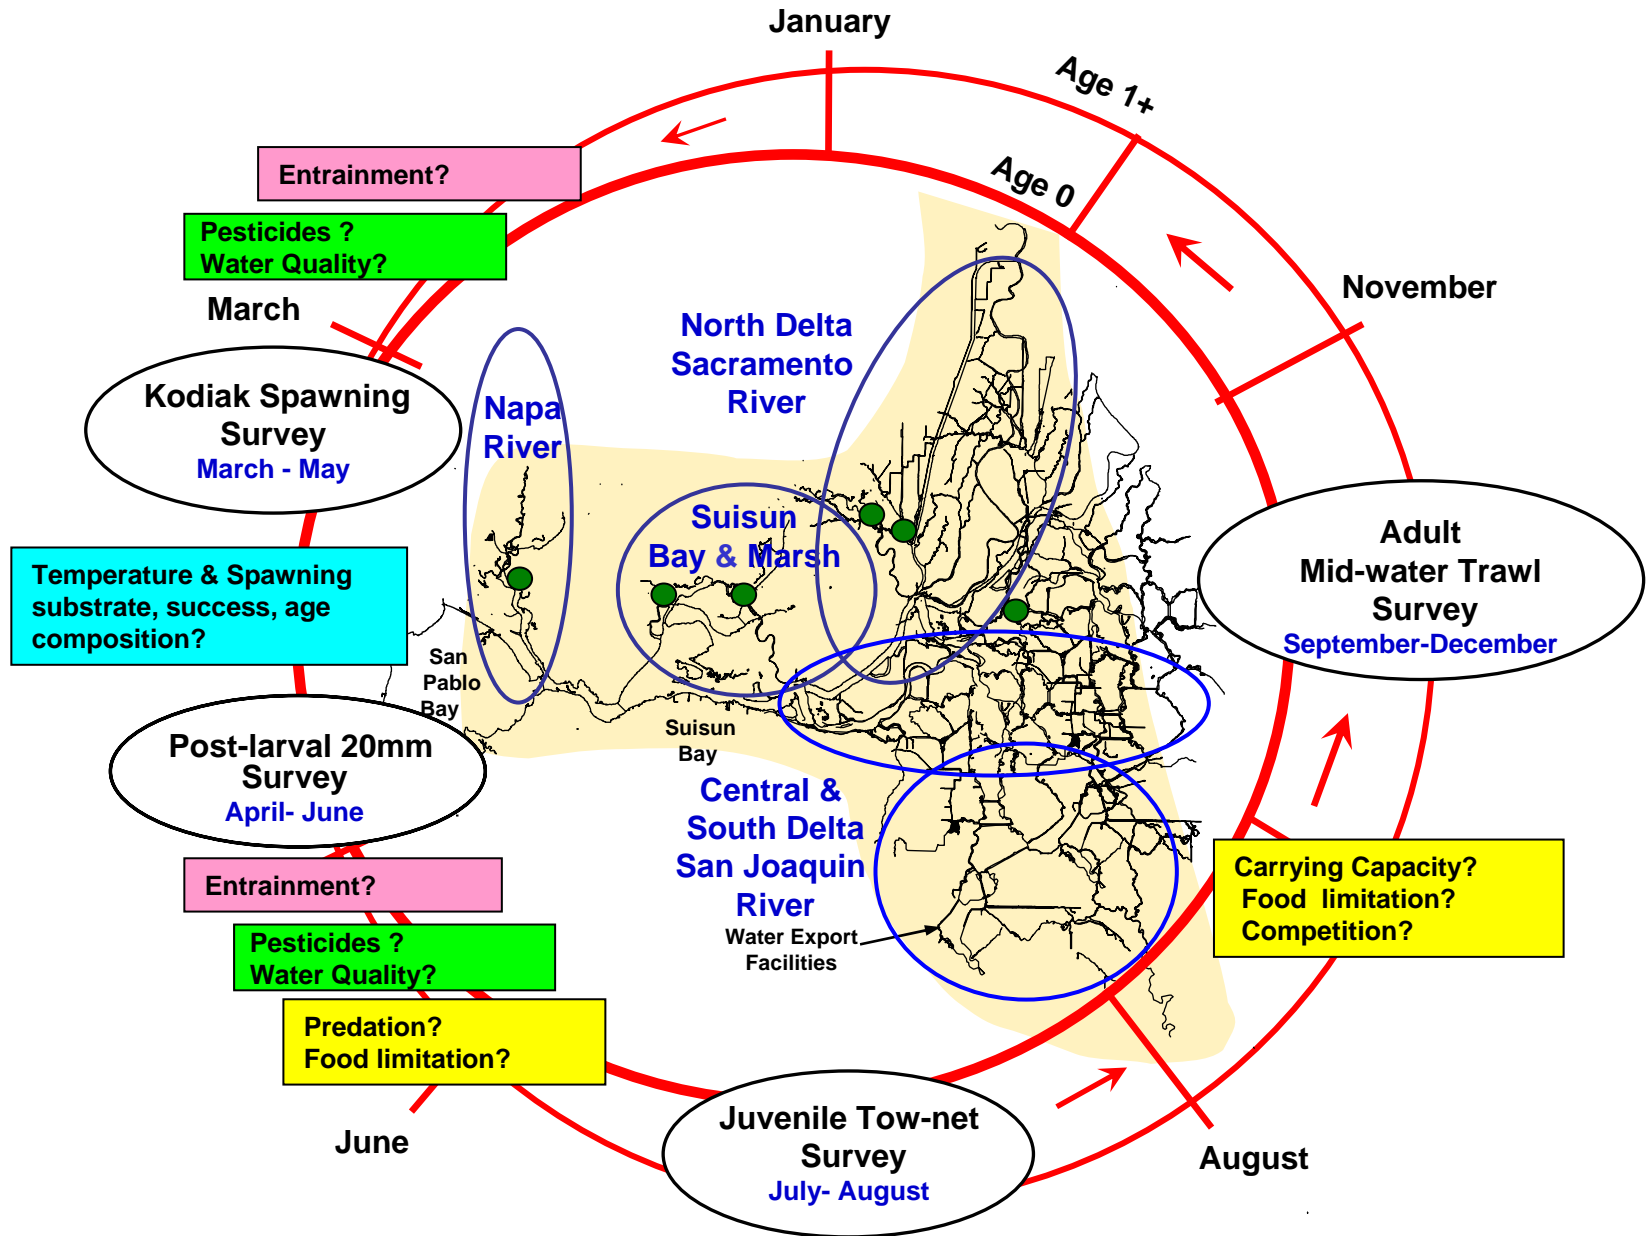 January
Age 1+
Age 0
Entrainment?
Pesticides ?
Water Quality?
March
November
North Delta
Sacramento
River
Kodiak Spawning
Survey
March - May
Napa
River
Suisun
Bay & Marsh
Adult
Mid-water Trawl
Survey
September-December
Temperature & Spawning
substrate, success, age
composition?
San
Pablo
Bay
Suisun
Bay
Post-larval 20mm
Survey
April- June
Central &
South Delta
San Joaquin
River
Water Export
Facilities
Entrainment?
Pesticides ?
Water Quality?
Predation?
Food limitation?
Carrying Capacity?
Food  limitation?
Competition?
June
Juvenile Tow-net
Survey
July- August
August